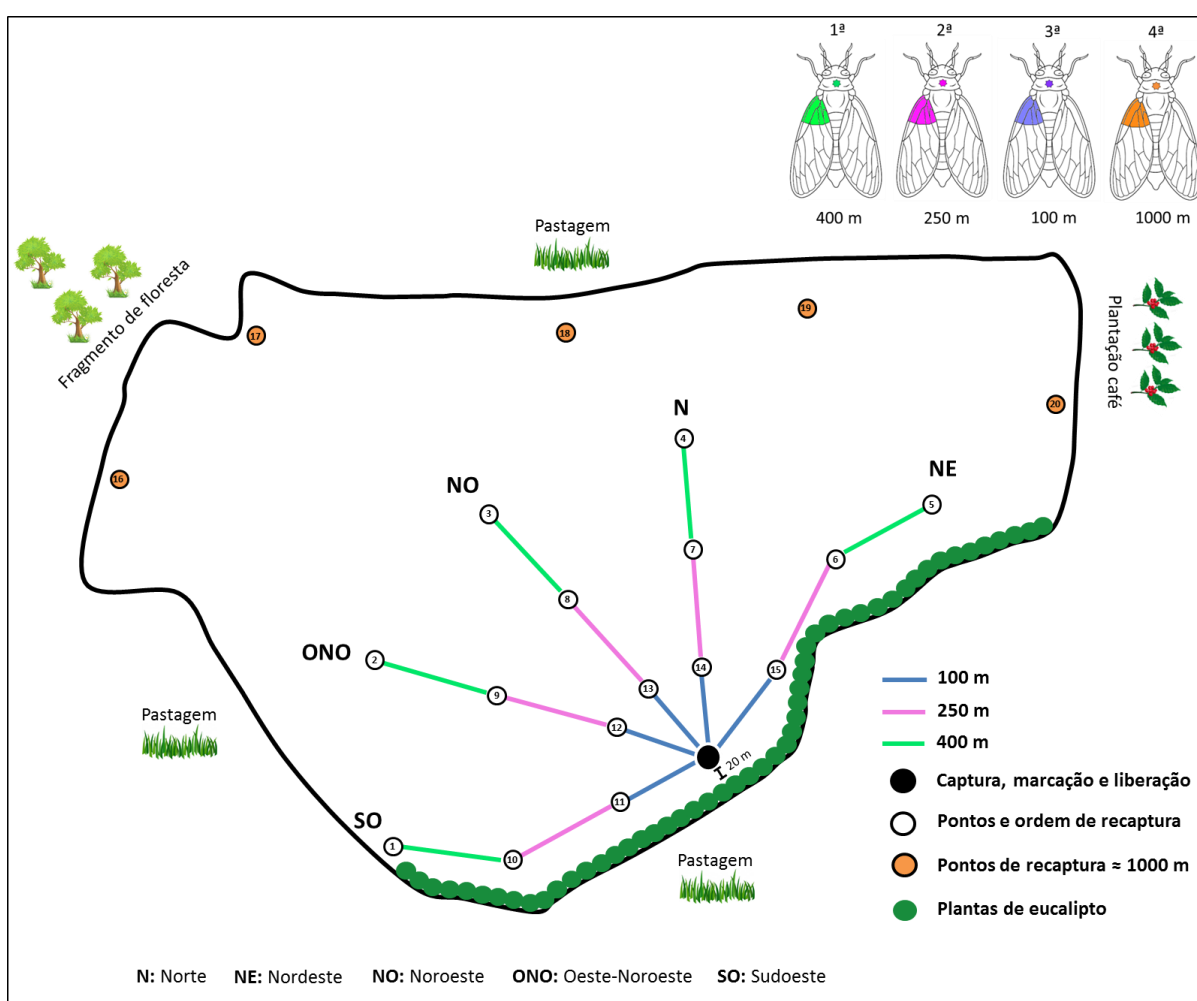 1ª 2ª 3ª 4ª
400 m 250 m 100 m 1000 m
Pastagem
Fragmento de floresta
Plantação café
17
18
19
20
16
N
4
NE
5
NO
3
7
6
8
ONO
2
9
13
14
15
12
Pastagem
20 m
11
SO
1
10
Pastagem
100 m
250 m
400 m
Captura, marcação e liberação
Pontos e ordem de recaptura
Pontos de recaptura ≈ 1000 m
Plantas de eucalipto
N: Norte NE: Nordeste NO: Noroeste ONO: Oeste-Noroeste SO: Sudoeste